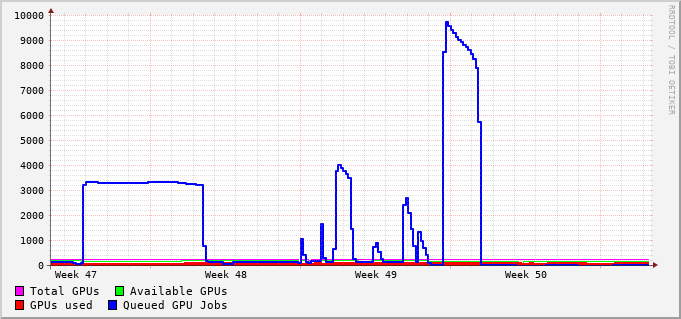 10000
9000
8000
7000
6000
5000
4000
3000
2000
1000
0
Week 47 Week 48 Week 49 Week 50
Total GPUs Available GPUs
GPUs used Queued GPU Jobs
RRDTOOL / TOBI OETIKER